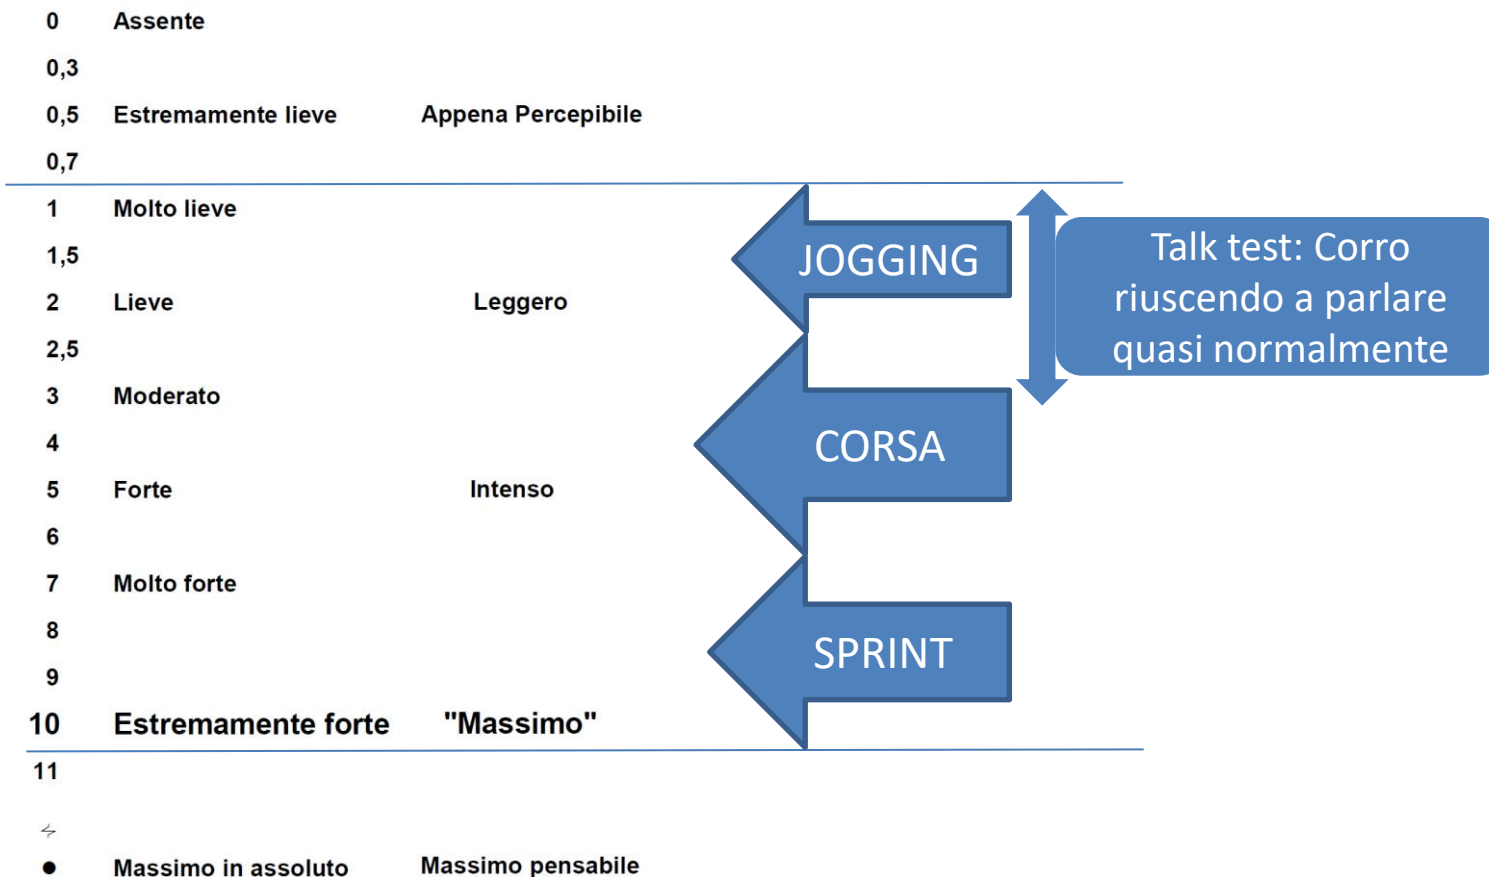 0 Assente
0,3
0,5 Estremamente lieve Appena Percepibile
0,7
1 Molto lieve
1,5
2 Lieve Leggero
2,5
3 Moderato
4
5 Forte Intenso
6
7 Molto forte
8
9
10 Estremamente forte "Massimo"
11
● Massimo in assoluto Massimo pensabile
JOGGING
CORSA
SPRINT
Talk test: Corro
riuscendo a parlare
quasi normalmente